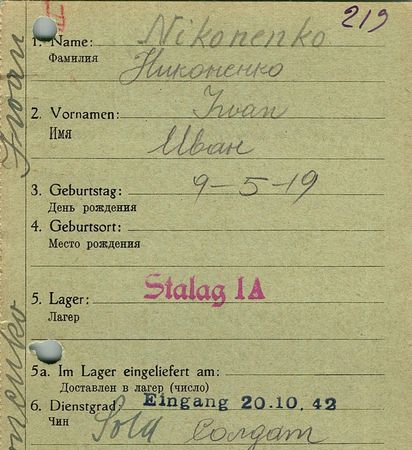 219
1. Name: Nikonenko
Фамилия Никоненко
2. Vornamen: Iwan
Имя Иван
3. Geburtstag: 9-5-19
День рождения
4. Geburtsort:
Место рождения
5. Lager: Stalag IA
Лагерь
5a. Im Lager eingeliefert am:
Доставлен в лагерь (число)
6. Dienstgrad: Eingang 20.10.42
Чин Sold Солдат
Iwan